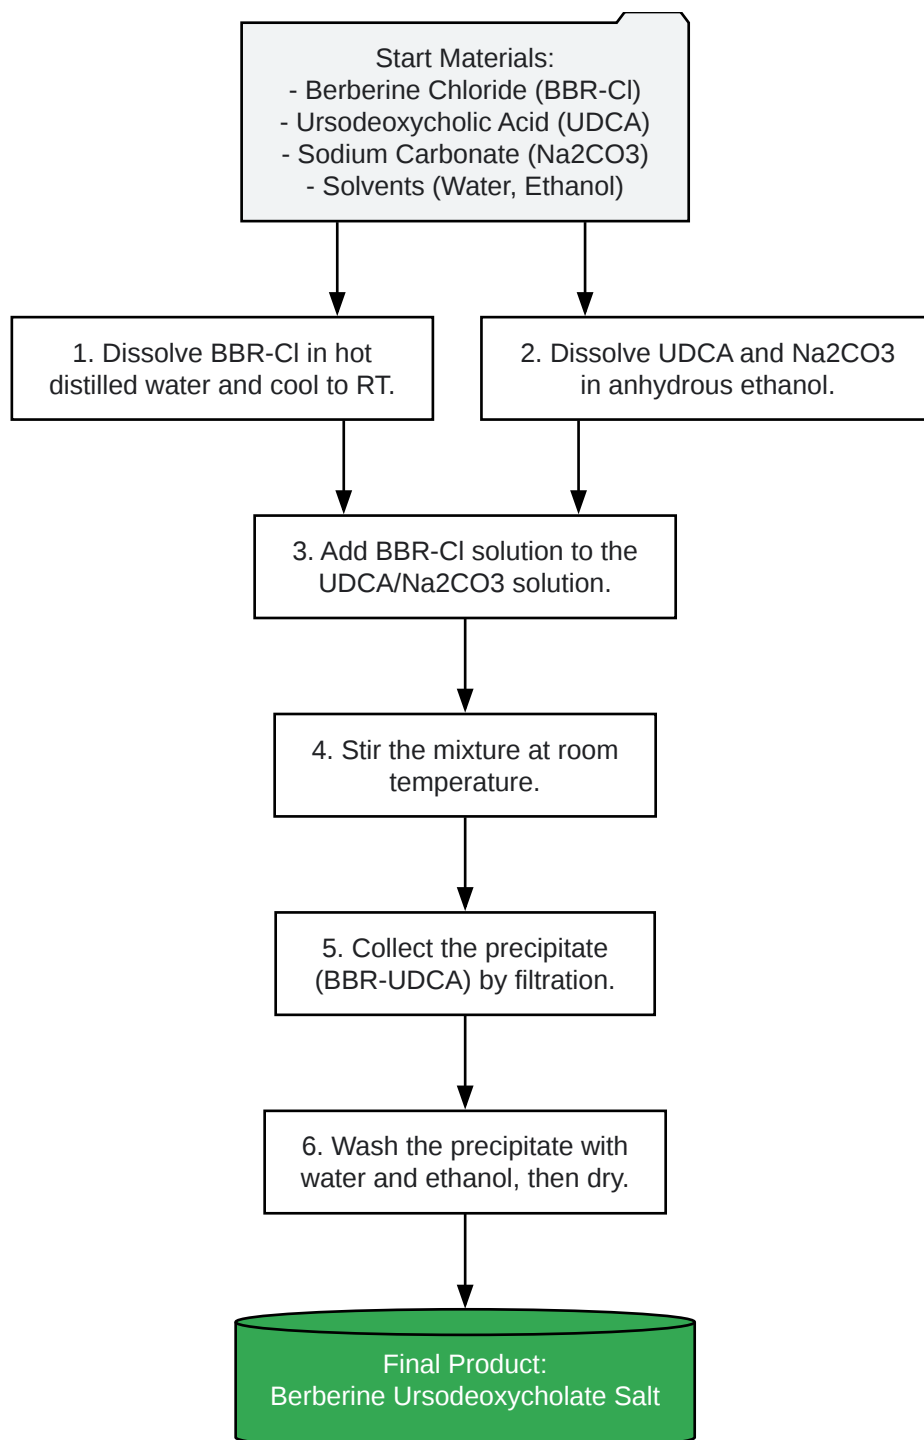 Start Materials:
- Berberine Chloride (BBR-Cl)
- Ursodeoxycholic Acid (UDCA)
- Sodium Carbonate (Na2CO3)
- Solvents (Water, Ethanol)
1. Dissolve BBR-Cl in hot
distilled water and cool to RT.
2. Dissolve UDCA and Na2CO3
in anhydrous ethanol.
3. Add BBR-Cl solution to the
UDCA/Na2CO3 solution.
4. Stir the mixture at room
temperature.
5. Collect the precipitate
(BBR-UDCA) by filtration.
6. Wash the precipitate with
water and ethanol, then dry.
Final Product:
Berberine Ursodeoxycholate Salt